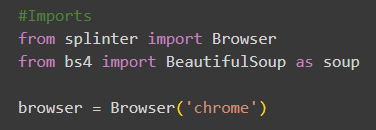 #Imports
from splinter import Browser
from bs4 import BeautifulSoup as soup
browser = Browser('chrome')